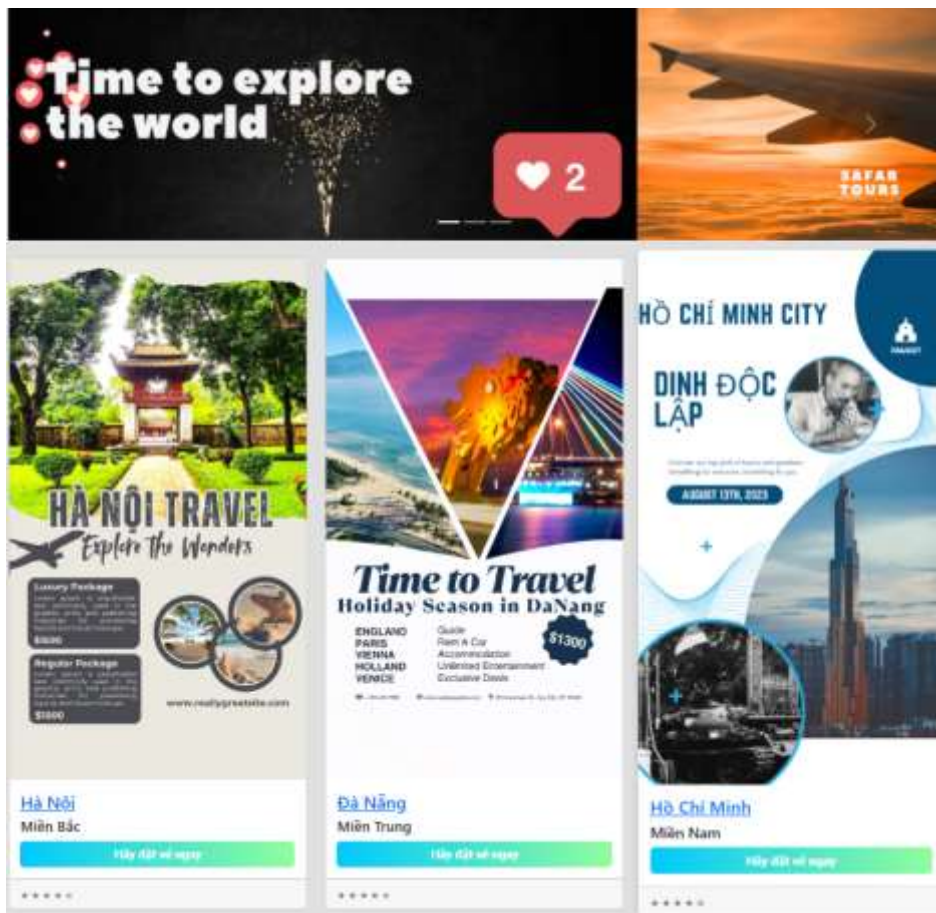 Time to explore
the world
2
SAFAR
TOURS
HÀ NỘI TRAVEL
Explore The Wonders
Luxury Package
Regular Package
$1000
www.reallygreatsite.com
Time to Travel
Holiday Season in DaNang
ENGLAND
PARIS
VIENNA
HOLLAND
VENICE
Guide
Rent A Car
Accommodation
Unlimited Entertainment
Exclusive Deals
$1300
HỒ CHÍ MINH CITY
DINH ĐỘC
LẬP
AUGUST 13TH, 2023
Hà Nội
Miền Bắc
Hãy đặt vé ngay
Đà Nẵng
Miền Trung
Hãy đặt vé ngay
Hồ Chí Minh
Miền Nam
Hãy đặt vé ngay